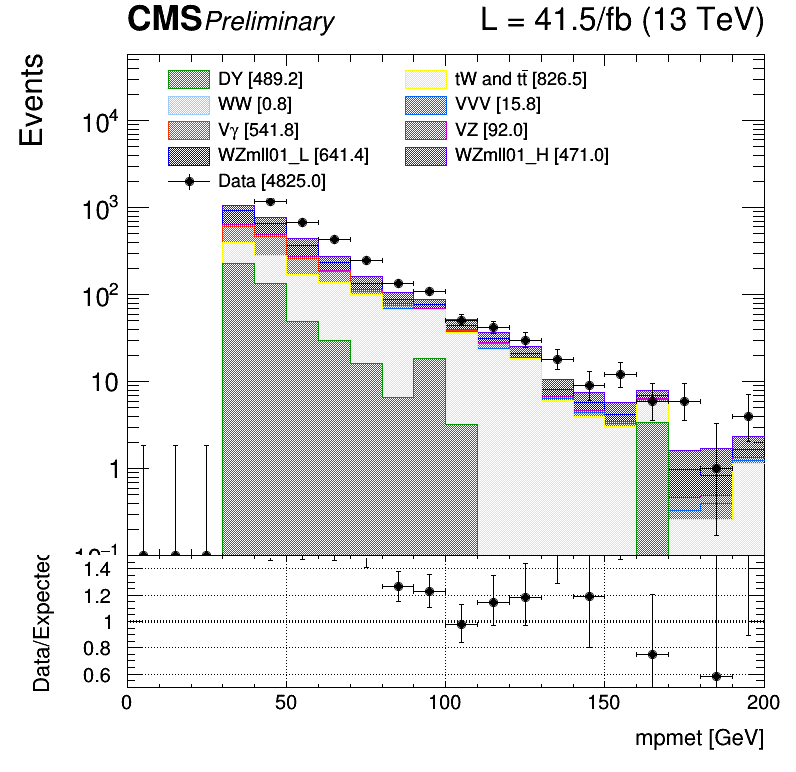 CMS Preliminary L = 41.5/fb (13 TeV)
Events
DY [489.2] tW and tt̄ [826.5]
WW [0.8] VVV [15.8]
Vγ [541.8] VZ [92.0]
WZmll01_L [641.4] WZmll01_H [471.0]
Data [4825.0]
10⁴
10³
10²
10
1
10⁻¹
Data/Expected
1.4
1.2
1
0.8
0.6
0 50 100 150 200
mpmet [GeV]